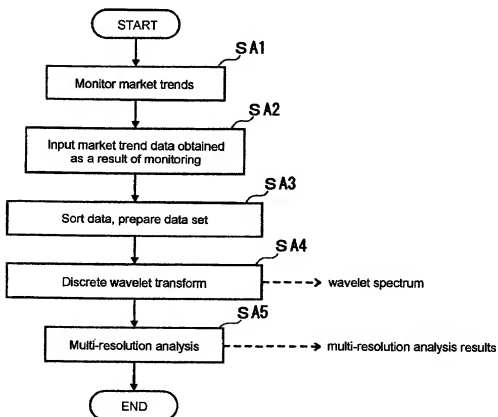 START
SA1
Monitor market trends
SA2
Input market trend data obtained
as a result of monitoring
SA3
Sort data, prepare data set
SA4
Discrete wavelet transform
wavelet spectrum
SA5
Multi-resolution analysis
multi-resolution analysis results
END